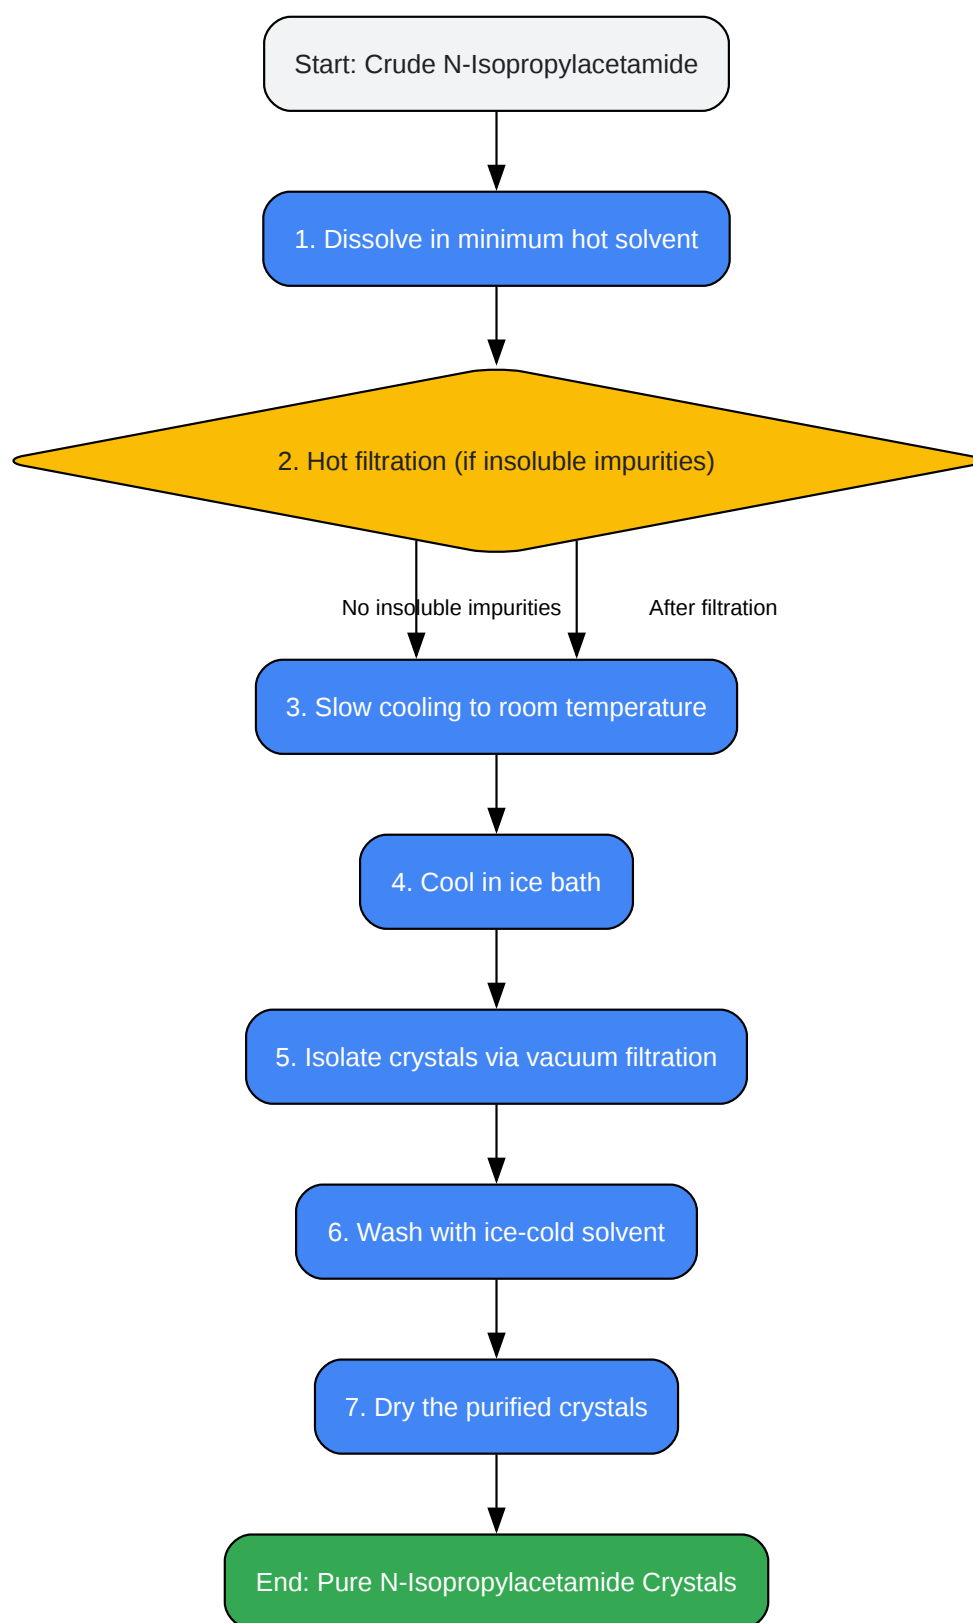 Start: Crude N-Isopropylacetamide
1. Dissolve in minimum hot solvent
2. Hot filtration (if insoluble impurities)
No insoluble impurities
After filtration
3. Slow cooling to room temperature
4. Cool in ice bath
5. Isolate crystals via vacuum filtration
6. Wash with ice-cold solvent
7. Dry the purified crystals
End: Pure N-Isopropylacetamide Crystals